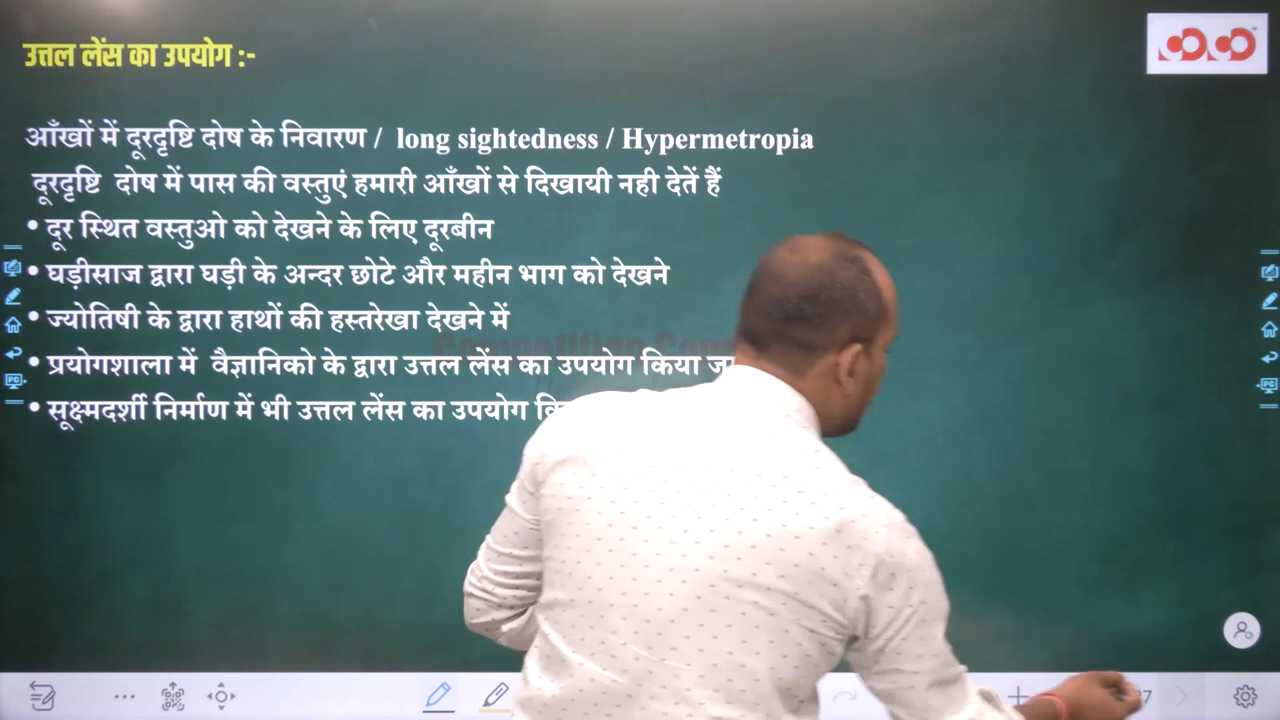 उत्तल लेंस का उपयोग :-
आँखों में दूरदृष्टि दोष के निवारण / long sightedness / Hypermetropia
दूरदृष्टि दोष में पास की वस्तुएं हमारी आँखों से दिखायी नही देतें हैं
• दूर स्थित वस्तुओ को देखने के लिए दूरबीन
• घड़ीसाज द्वारा घड़ी के अन्दर छोटे और महीन भाग को देखने
• ज्योतिषी के द्वारा हाथों की हस्तरेखा देखने में
• प्रयोगशाला में वैज्ञानिको के द्वारा उत्तल लेंस का उपयोग किया
• सूक्ष्मदर्शी निर्माण में भी उत्तल लेंस का उपयोग